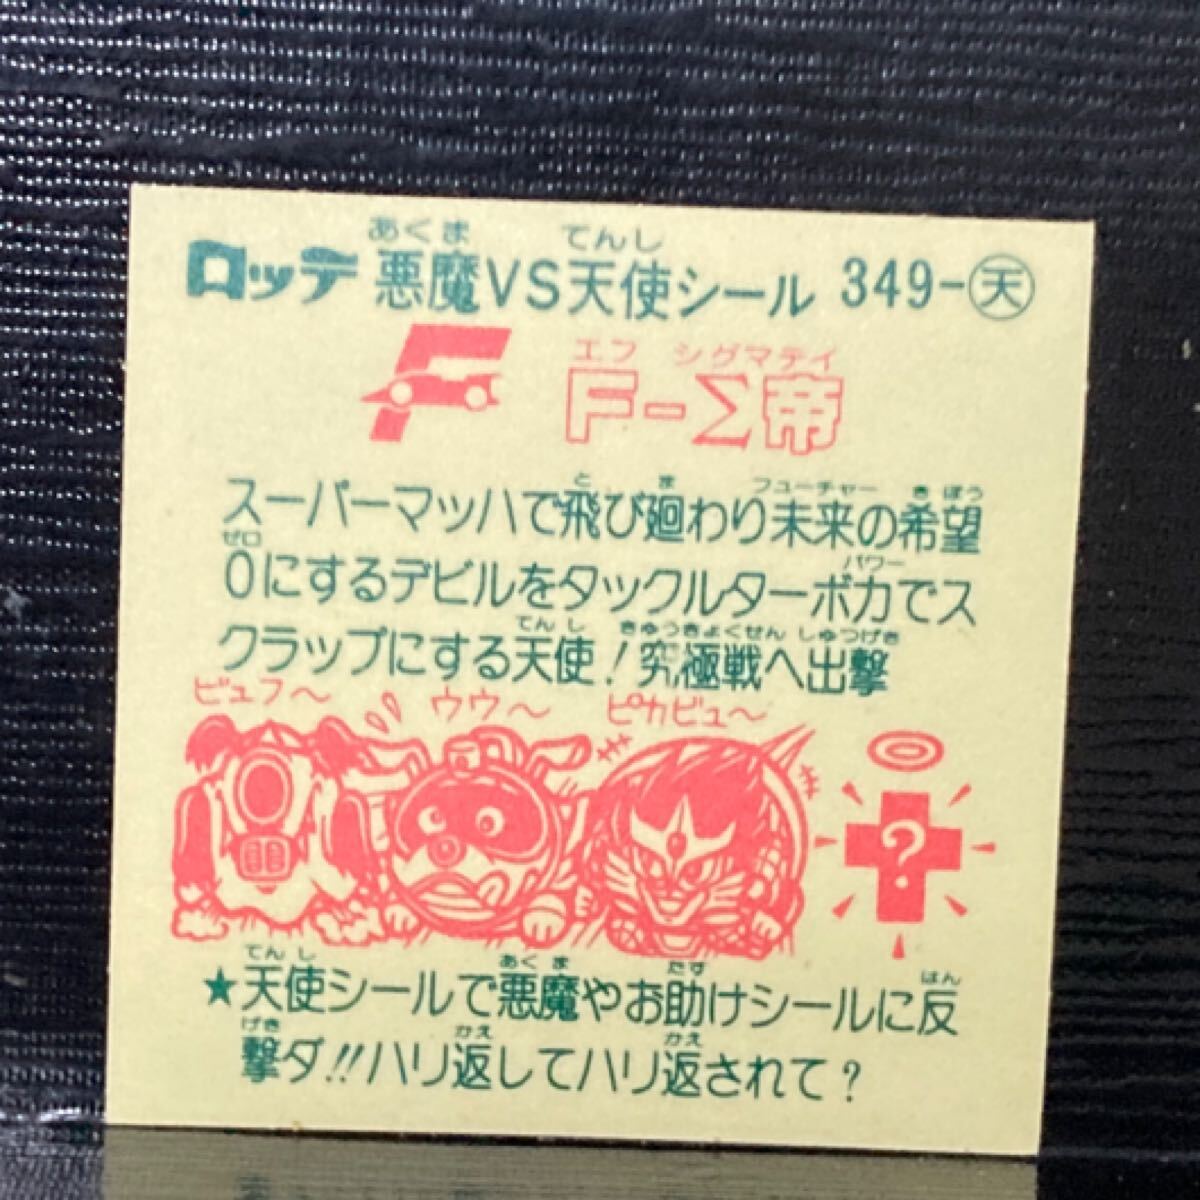 あくま てんし
ロッテ 悪魔VS天使シール 349-天
エフ シグマテイ
F F-Σ帝
と ま フューチャー きぼう
スーパーマッハで飛び廻わり未来の希望
ゼロ パワー
0にするデビルをタックルターボ力でス
てんし きゅうきょくせん しゅつげき
クラップにする天使!究極戦へ出撃
ビュフ〜 ウウ〜 ピカビュ〜
?
てんし あくま たす はん
★天使シールで悪魔やお助けシールに反
げき かえ かえ
撃ダ!!ハリ返してハリ返されて?